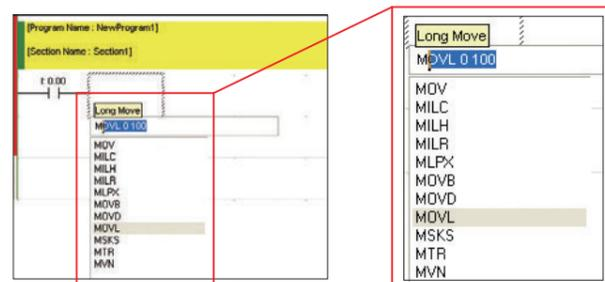 [Program Name : NewProgram1]
[Section Name : Section1]
I: 0.00
Long Move
MOVL 0 100
MOV
MILC
MILH
MILR
MLPX
MOVB
MOVD
MOVL
MSKS
MTR
MVN
Long Move
MOVL 0 100
MOV
MILC
MILH
MILR
MLPX
MOVB
MOVD
MOVL
MSKS
MTR
MVN